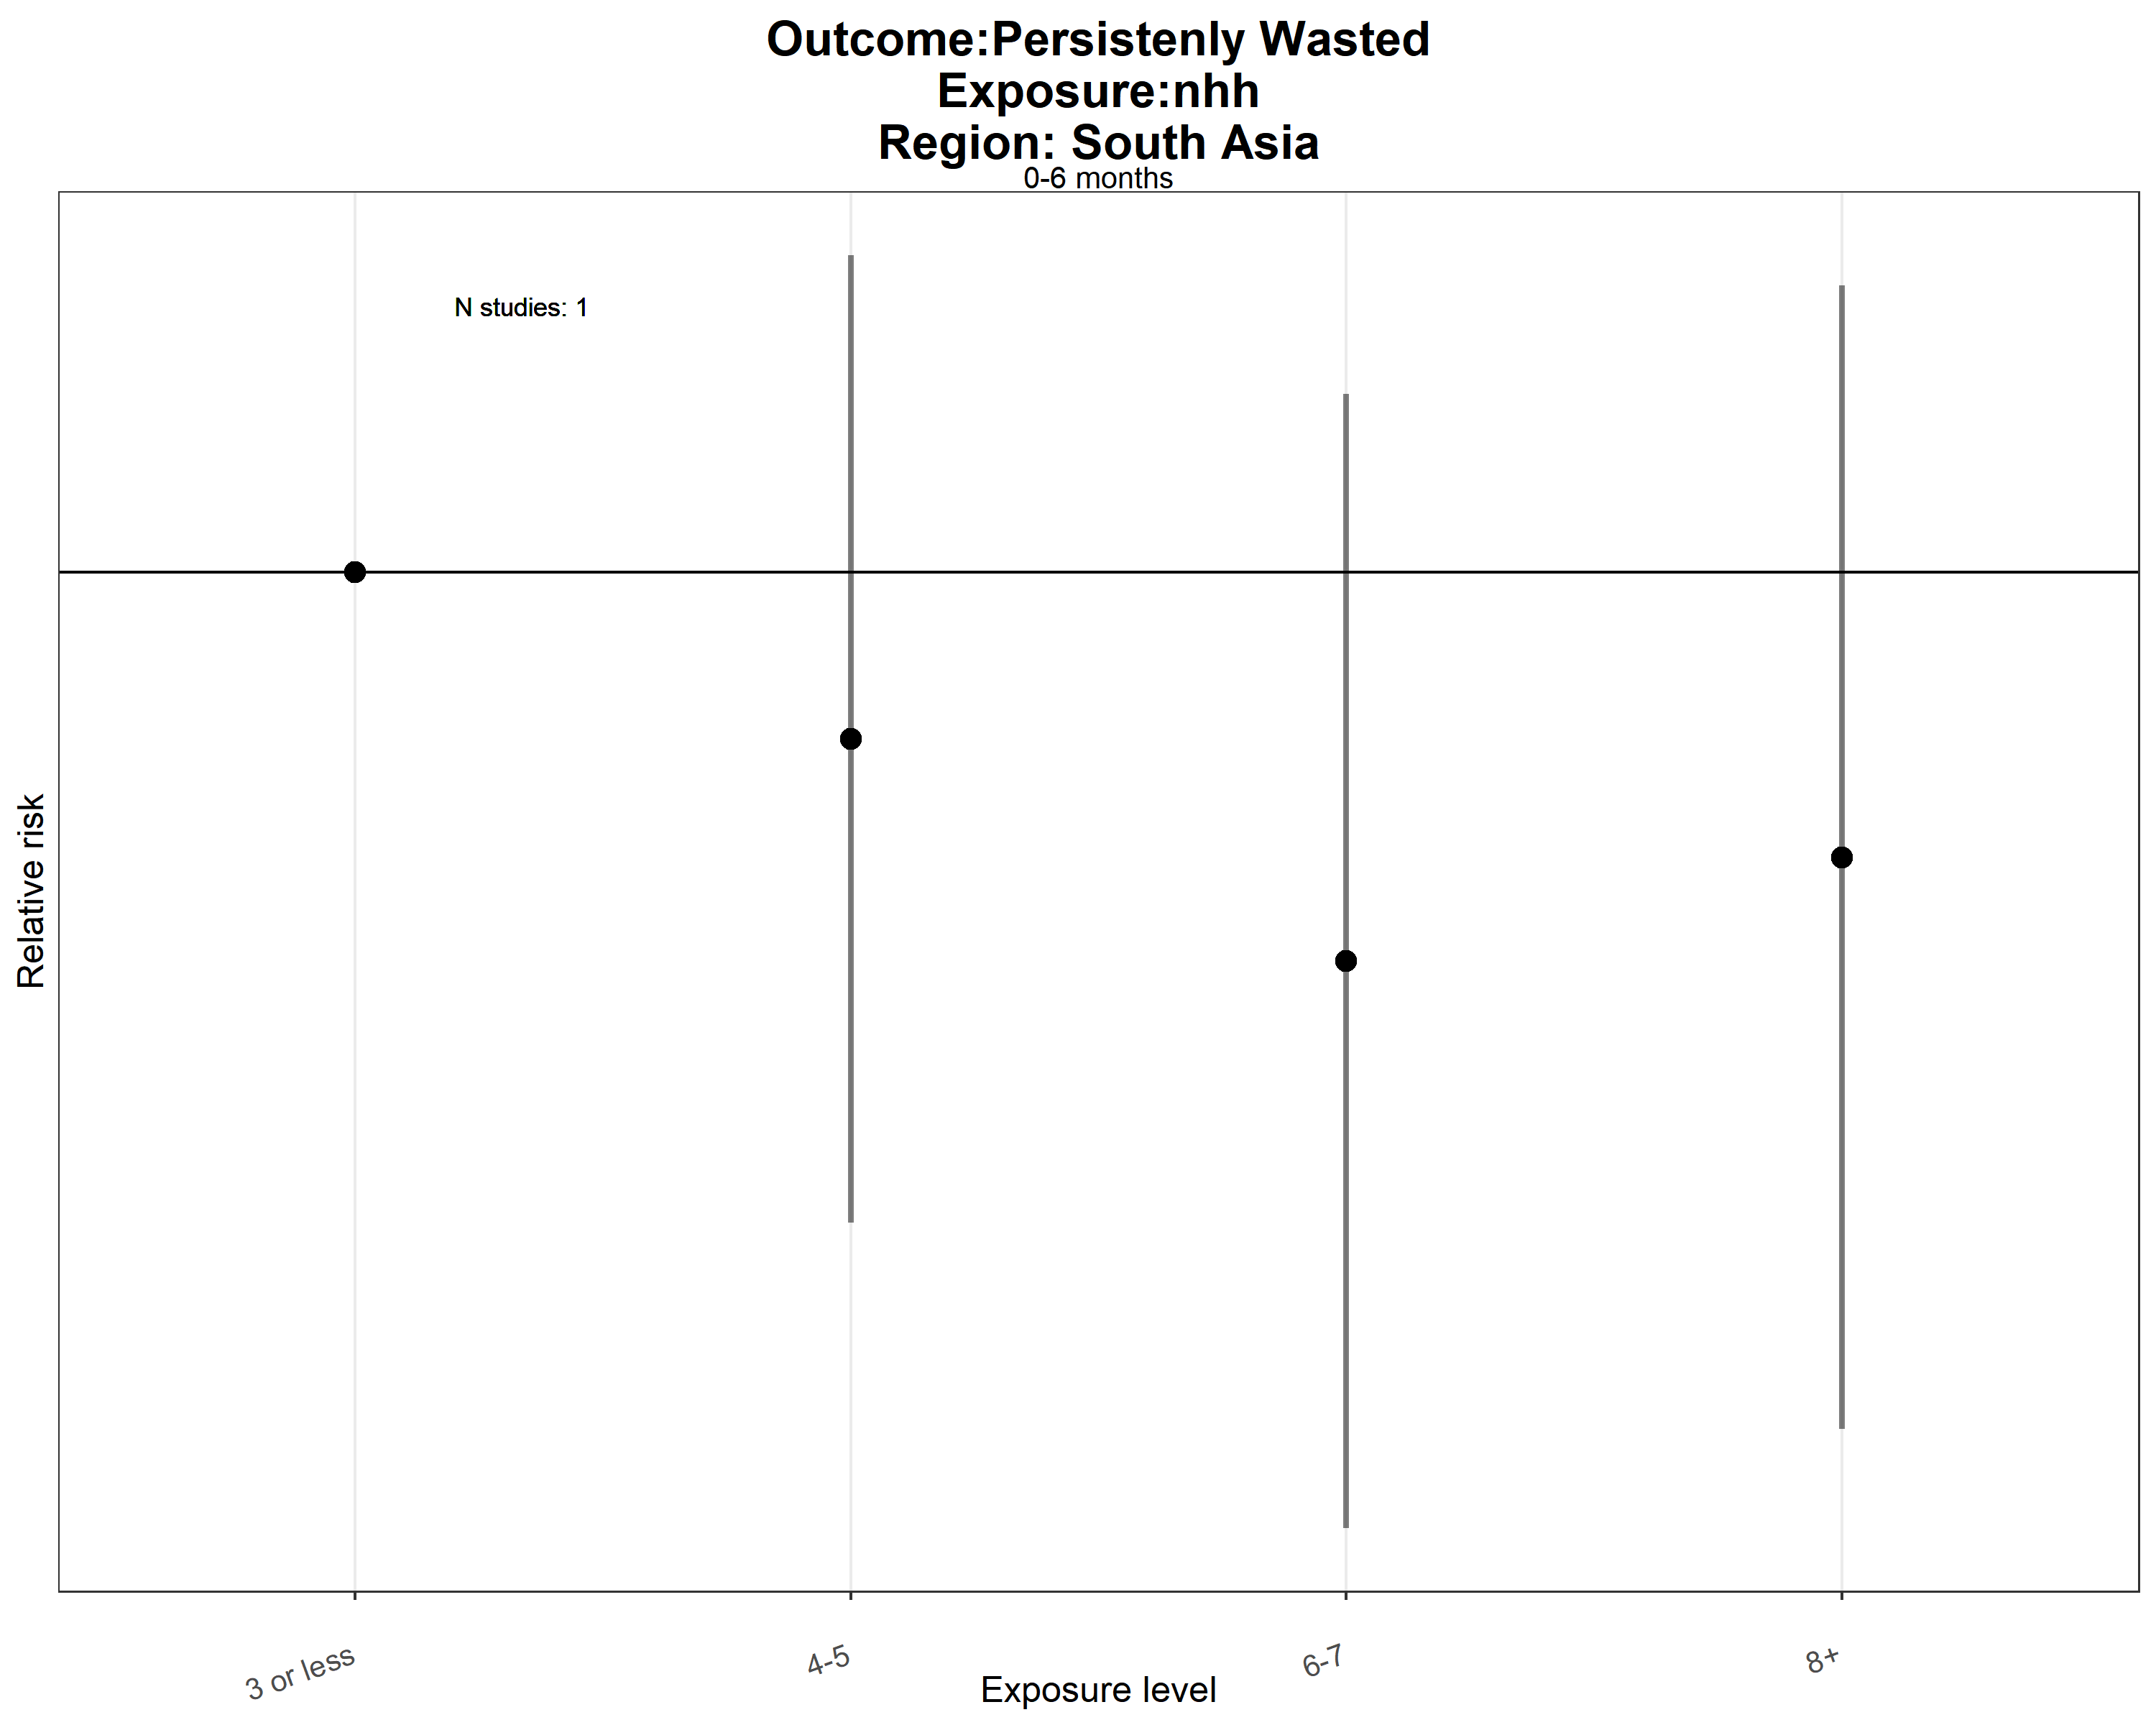 Outcome:Persistenly Wasted
Exposure:nhh
Region: South Asia
0-6 months
N studies: 1
Relative risk
3 or less
4-5
6-7
8+
Exposure level